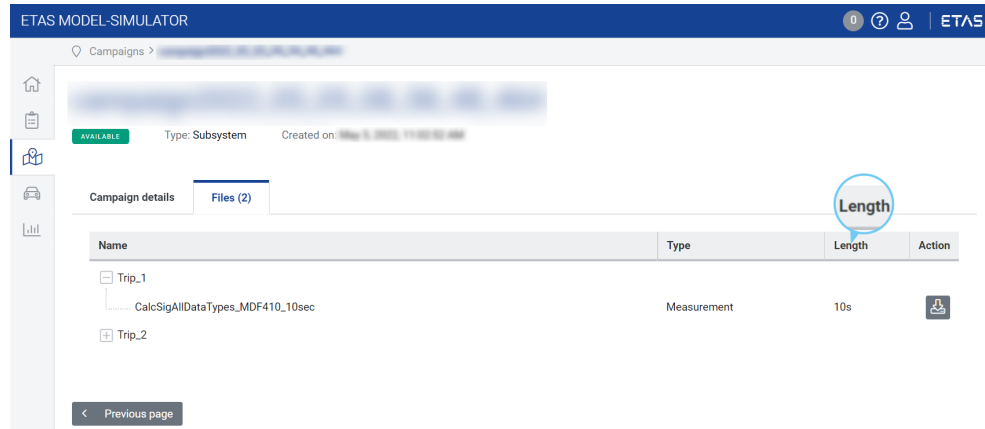 ETAS MODEL-SIMULATOR
0
ETAS
Campaigns >
AVAILABLE Type: Subsystem Created on:
Campaign details Files (2)
Length
Name Type Length Action
Trip_1
CalcSigAllDataTypes_MDF410_10sec Measurement 10s
Trip_2
< Previous page